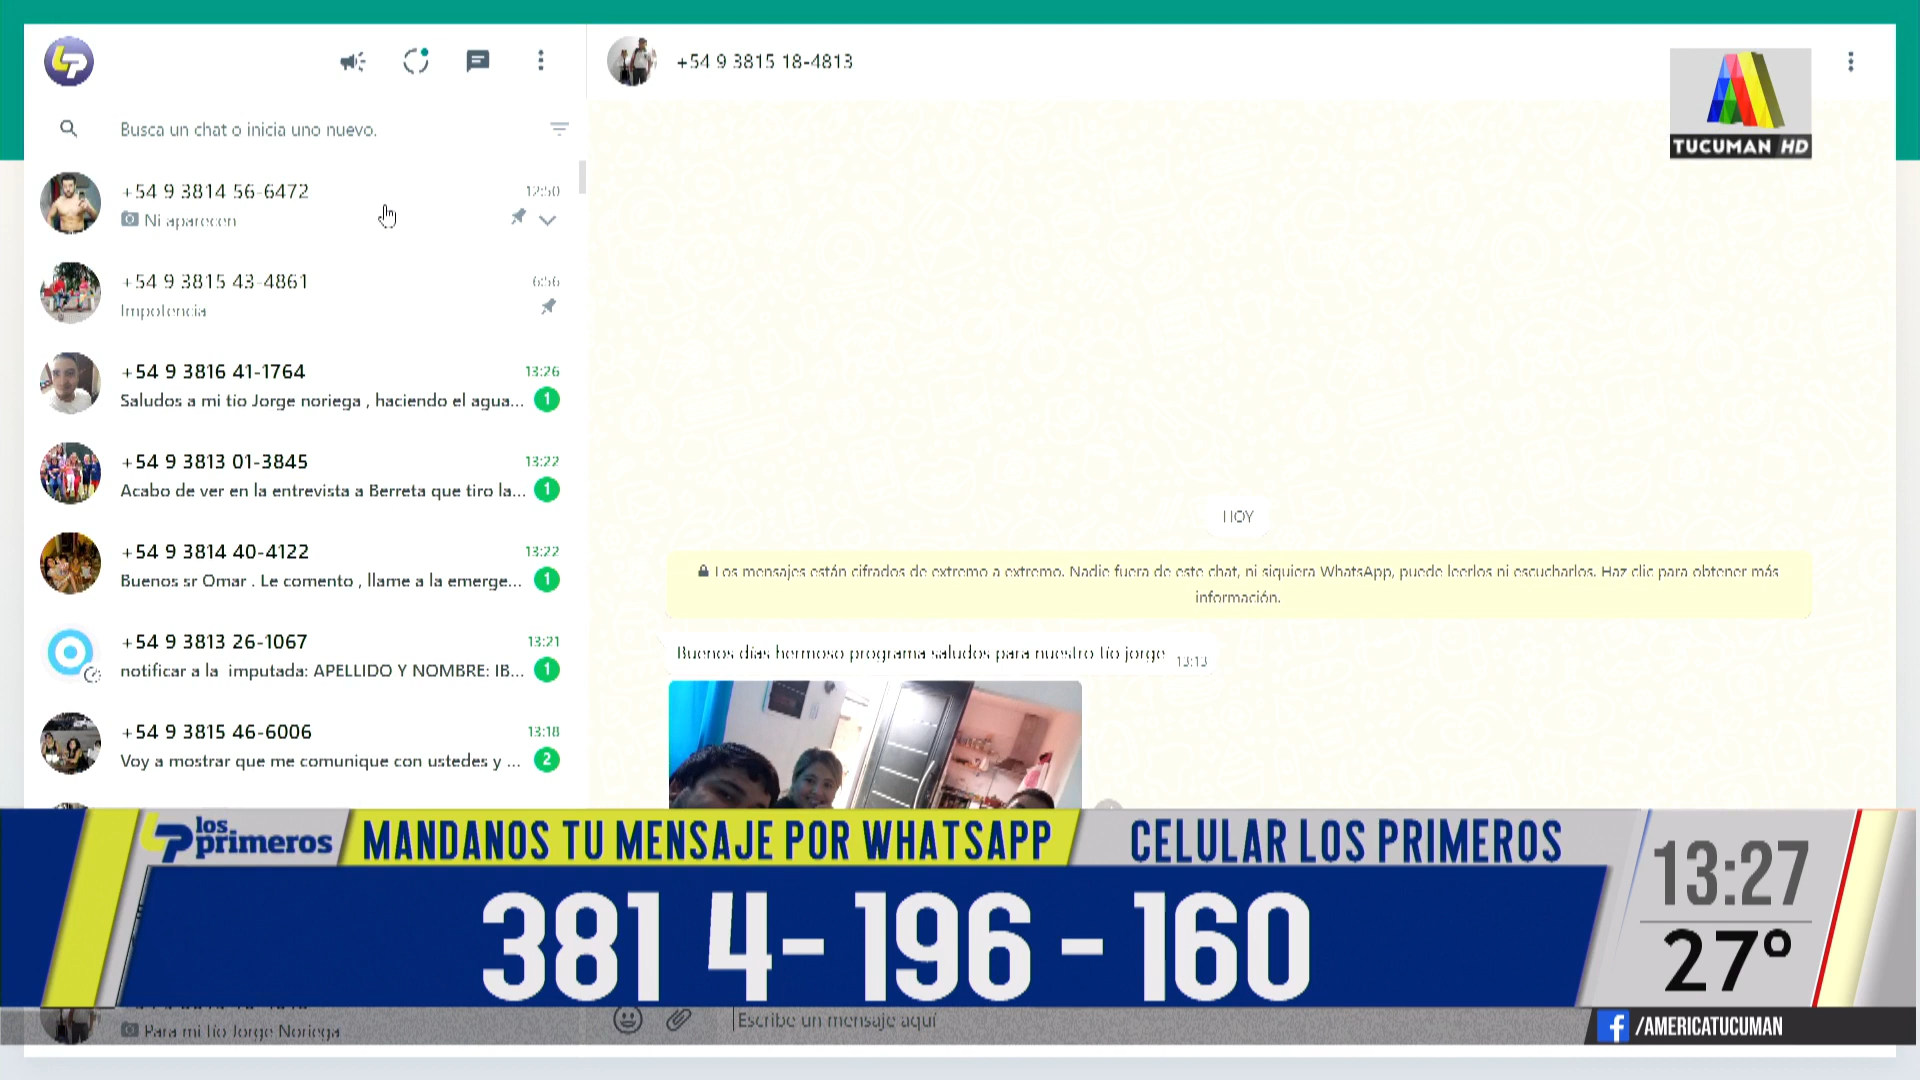 +54 9 3815 18-4813
TUCUMAN HD
Busca un chat o inicia uno nuevo.
+54 9 3814 56-6472
12:50
Ni aparecen
+54 9 3815 43-4861
6:56
Impotencia
+54 9 3816 41-1764
13:26
Saludos a mi tío Jorge noriega , haciendo el agua...
1
+54 9 3813 01-3845
13:22
Acabo de ver en la entrevista a Berreta que tiro la...
1
+54 9 3814 40-4122
13:22
Buenos sr Omar . Le comento , llame a la emerge...
1
+54 9 3813 26-1067
13:21
notificar a la imputada: APELLIDO Y NOMBRE: IB...
1
+54 9 3815 46-6006
13:18
Voy a mostrar que me comunique con ustedes y ...
2
HOY
Los mensajes están cifrados de extremo a extremo. Nadie fuera de este chat, ni siquiera WhatsApp, puede leerlos ni escucharlos. Haz clic para obtener más
información.
Buenos días hermoso programa saludos para nuestro tío jorge
13:13
los
primeros
MANDANOS TU MENSAJE POR WHATSAPP
CELULAR LOS PRIMEROS
381 4- 196 - 160
13:27
27°
Para mi tío Jorge Noriega
Escribe un mensaje aquí
/AMERICATUCUMAN